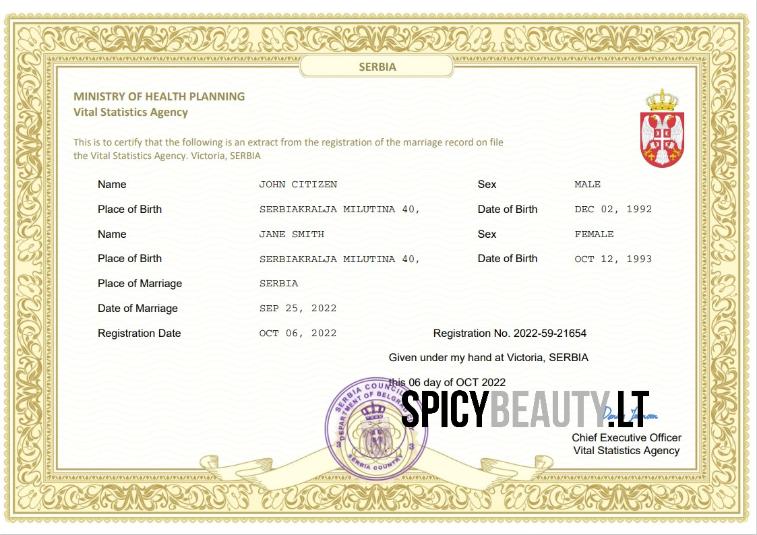 SERBIA
MINISTRY OF HEALTH PLANNING
Vital Statistics Agency
This is to certify that the following is an extract from the registration of the marriage record on file
the Vital Statistics Agency. Victoria, SERBIA
Name JOHN CITIZEN Sex MALE
Place of Birth SERBIAKRALJA MILUTINA 40, Date of Birth DEC 02, 1992
Name JANE SMITH Sex FEMALE
Place of Birth SERBIAKRALJA MILUTINA 40, Date of Birth OCT 12, 1993
Place of Marriage SERBIA
Date of Marriage SEP 25, 2022
Registration Date OCT 06, 2022 Registration No. 2022-59-21654
Given under my hand at Victoria, SERBIA
this 06 day of OCT 2022
SERBIA COUNCIL
DEPARTMENT OF BELGRA
SERBIA COUNTRY
SPICYBEAUTY.LT
Chief Executive Officer
Vital Statistics Agency